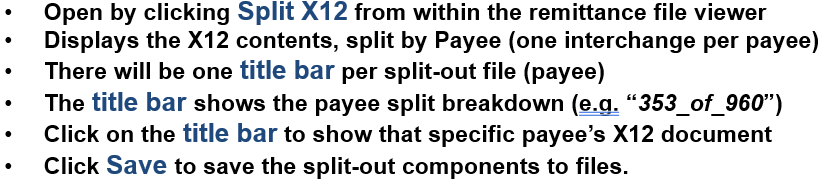 • Open by clicking Split X12 from within the remittance file viewer
• Displays the X12 contents, split by Payee (one interchange per payee)
• There will be one title bar per split-out file (payee)
• The title bar shows the payee split breakdown (e.g. “353_of_960”)
• Click on the title bar to show that specific payee’s X12 document
• Click Save to save the split-out components to files.